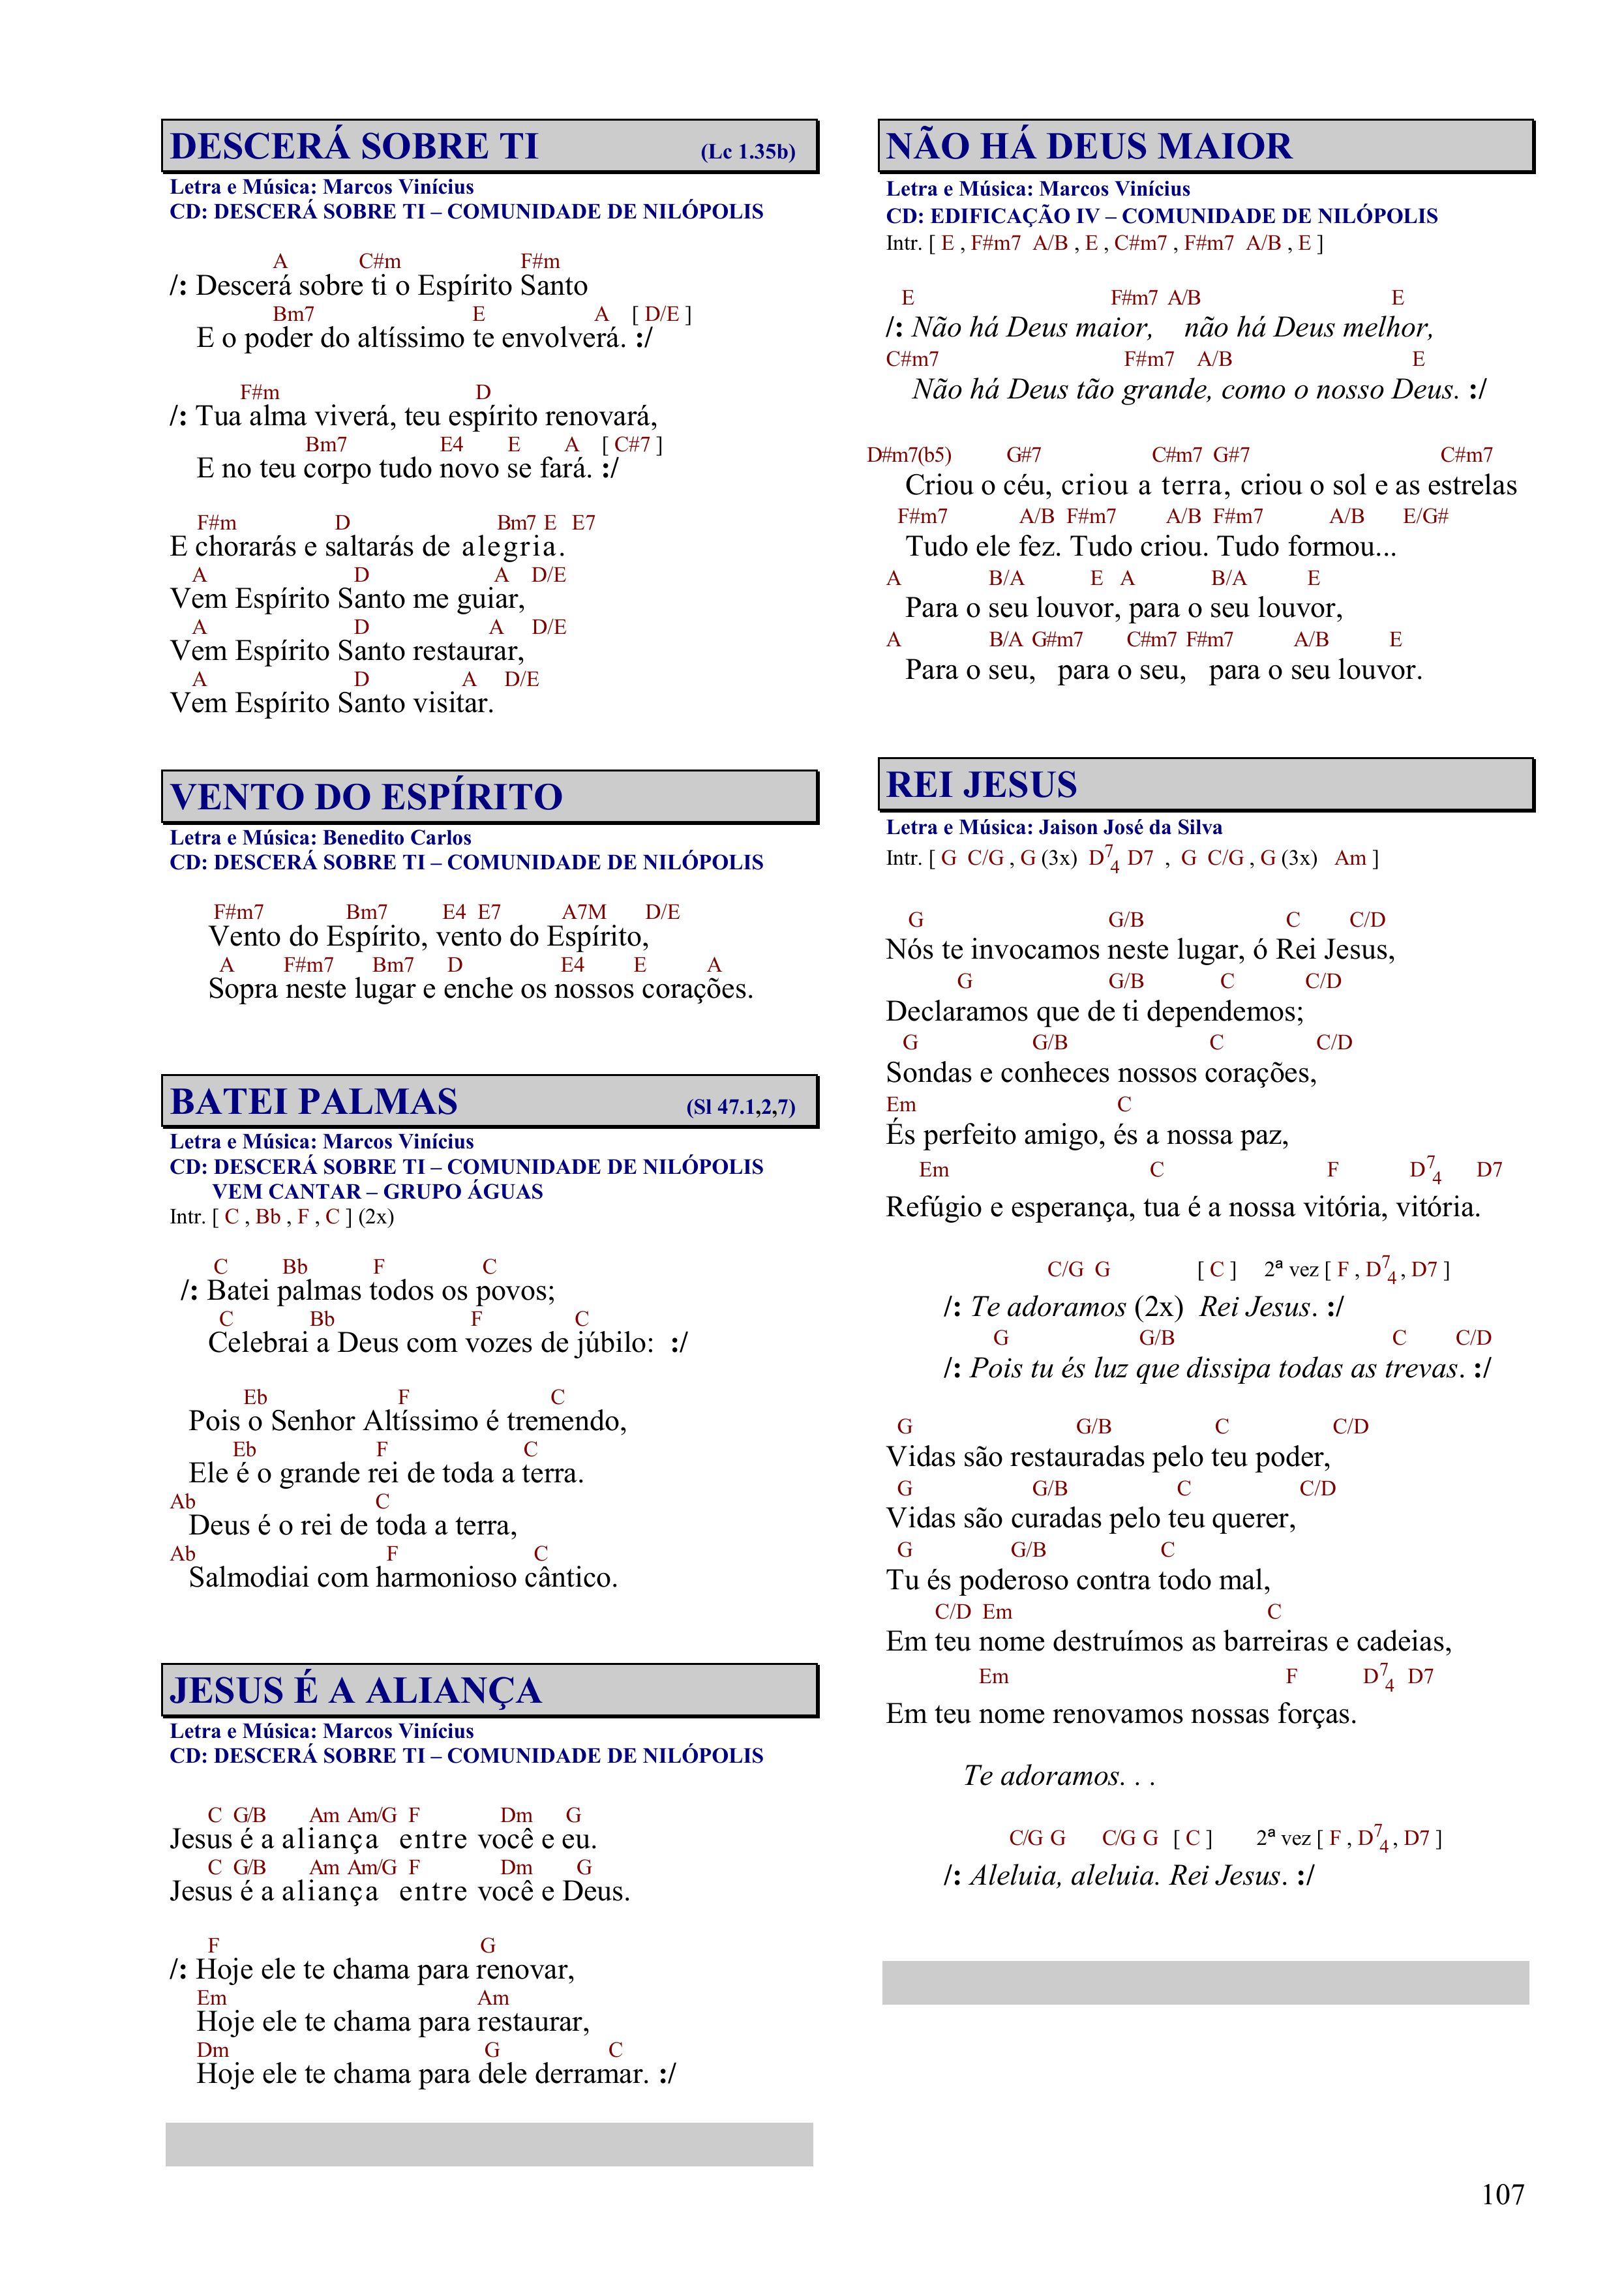 DESCERÁ SOBRE TI (Lc 1.35b)
Letra e Música: Marcos Vinícius
CD: DESCERÁ SOBRE TI – COMUNIDADE DE NILÓPOLIS
A C#m F#m
/: Descerá sobre ti o Espírito Santo
Bm7 E A [ D/E ]
E o poder do altíssimo te envolverá. :/
F#m D
/: Tua alma viverá, teu espírito renovará,
Bm7 E4 E A [ C#7 ]
E no teu corpo tudo novo se fará. :/
F#m D Bm7 E E7
E chorarás e saltarás de alegria.
A D A D/E
Vem Espírito Santo me guiar,
A D A D/E
Vem Espírito Santo restaurar,
A D A D/E
Vem Espírito Santo visitar.
VENTO DO ESPÍRITO
Letra e Música: Benedito Carlos
CD: DESCERÁ SOBRE TI – COMUNIDADE DE NILÓPOLIS
F#m7 Bm7 E4 E7 A7M D/E
Vento do Espírito, vento do Espírito,
A F#m7 Bm7 D E4 E A
Sopra neste lugar e enche os nossos corações.
BATEI PALMAS (Sl 47.1,2,7)
Letra e Música: Marcos Vinícius
CD: DESCERÁ SOBRE TI – COMUNIDADE DE NILÓPOLIS
VEM CANTAR – GRUPO ÁGUAS
Intr. [ C , Bb , F , C ] (2x)
C Bb F C
/: Batei palmas todos os povos;
C Bb F C
Celebrai a Deus com vozes de júbilo: :/
Eb F C
Pois o Senhor Altíssimo é tremendo,
Eb F C
Ele é o grande rei de toda a terra.
Ab C
Deus é o rei de toda a terra,
Ab F C
Salmodiai com harmonioso cântico.
JESUS É A ALIANÇA
Letra e Música: Marcos Vinícius
CD: DESCERÁ SOBRE TI – COMUNIDADE DE NILÓPOLIS
C G/B Am Am/G F Dm G
Jesus é a aliança entre você e eu.
C G/B Am Am/G F Dm G
Jesus é a aliança entre você e Deus.
F G
/: Hoje ele te chama para renovar,
Em Am
Hoje ele te chama para restaurar,
Dm G C
Hoje ele te chama para dele derramar. :/
NÃO HÁ DEUS MAIOR
Letra e Música: Marcos Vinícius
CD: EDIFICAÇÃO IV – COMUNIDADE DE NILÓPOLIS
Intr. [ E , F#m7 A/B , E , C#m7 , F#m7 A/B , E ]
E F#m7 A/B E
/: Não há Deus maior, não há Deus melhor,
C#m7 F#m7 A/B E
Não há Deus tão grande, como o nosso Deus. :/
D#m7(b5) G#7 C#m7 G#7 C#m7
Criou o céu, criou a terra, criou o sol e as estrelas
F#m7 A/B F#m7 A/B F#m7 A/B E/G#
Tudo ele fez. Tudo criou. Tudo formou...
A B/A E A B/A E
Para o seu louvor, para o seu louvor,
A B/A G#m7 C#m7 F#m7 A/B E
Para o seu, para o seu, para o seu louvor.
REI JESUS
Letra e Música: Jaison José da Silva
Intr. [ G C/G , G (3x) D74 D7 , G C/G , G (3x) Am ]
G G/B C C/D
Nós te invocamos neste lugar, ó Rei Jesus,
G G/B C C/D
Declaramos que de ti dependemos;
G G/B C C/D
Sondas e conheces nossos corações,
Em C
És perfeito amigo, és a nossa paz,
Em C F D74 D7
Refúgio e esperança, tua é a nossa vitória, vitória.
C/G G [ C ] 2ª vez [ F , D74 , D7 ]
/: Te adoramos (2x) Rei Jesus. :/
G G/B C C/D
/: Pois tu és luz que dissipa todas as trevas. :/
G G/B C C/D
Vidas são restauradas pelo teu poder,
G G/B C C/D
Vidas são curadas pelo teu querer,
G G/B C
Tu és poderoso contra todo mal,
C/D Em C
Em teu nome destruímos as barreiras e cadeias,
Em F D74 D7
Em teu nome renovamos nossas forças.
Te adoramos. . .
C/G G C/G G [ C ] 2ª vez [ F , D74 , D7 ]
/: Aleluia, aleluia. Rei Jesus. :/
107